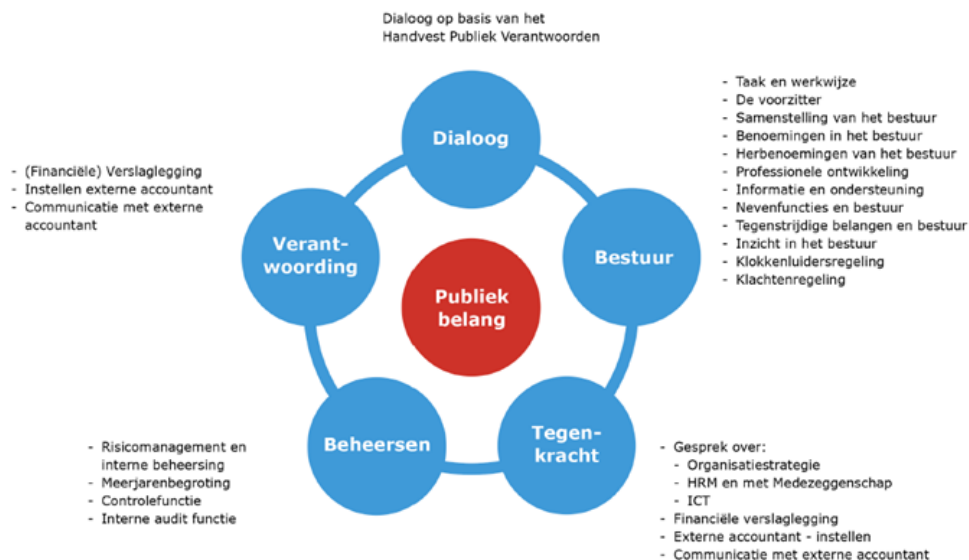 Dialoog op basis van het
Handvest Publiek Verantwoorden
Dialoog
- Taak en werkwijze
- De voorzitter
- Samenstelling van het bestuur
- Benoemingen in het bestuur
- Herbenoemingen van het bestuur
- Professionele ontwikkeling
- Informatie en ondersteuning
- Nevenfuncties en bestuur
- Tegenstrijdige belangen en bestuur
- Inzicht in het bestuur
- Klokkenluidersregeling
- Klachtenregeling
- (Financiële) Verslaglegging
- Instellen externe accountant
- Communicatie met externe
accountant
Verant-
woording
Bestuur
Publiek
belang
Beheersen
Tegen-
kracht
- Risicomanagement en
interne beheersing
- Meerjarenbegroting
- Controlefunctie
- Interne audit functie
- Gesprek over:
- Organisatiestrategie
- HRM en met Medezeggenschap
- ICT
- Financiële verslaglegging
- Externe accountant - instellen
- Communicatie met externe accountant